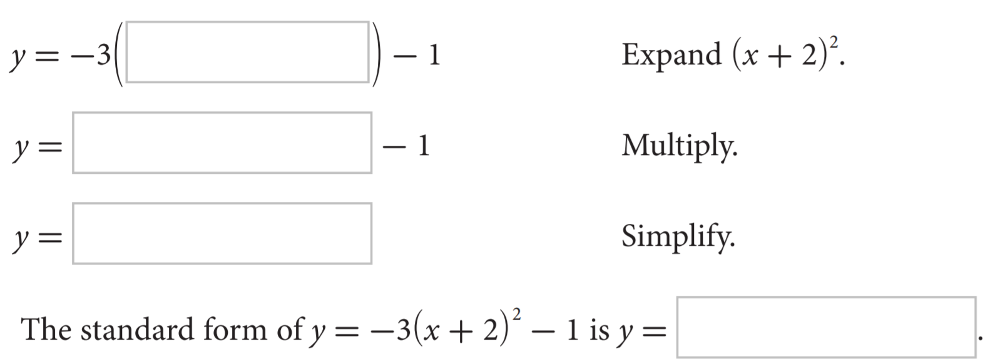 y = −3( ) − 1 Expand (x + 2)².
y = − 1 Multiply.
y = Simplify.
The standard form of y = −3(x + 2)² − 1 is y = .